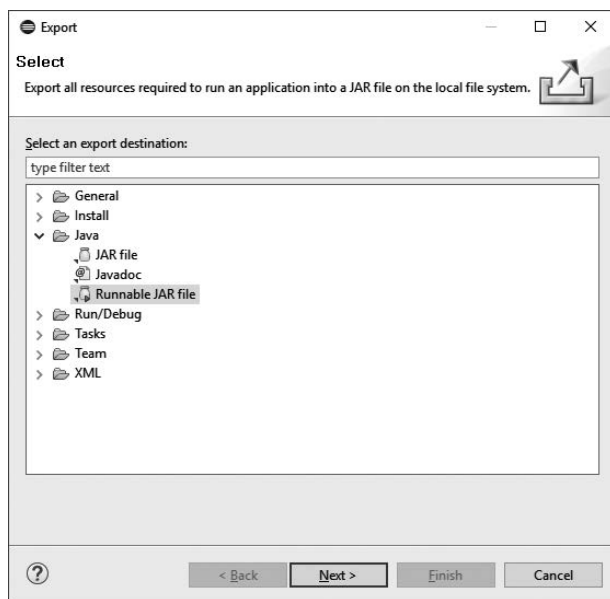 Export
Select
Export all resources required to run an application into a JAR file on the local file system.
Select an export destination:
type filter text
General
Install
Java
JAR file
Javadoc
Runnable JAR file
Run/Debug
Tasks
Team
XML
< Back Next > Finish Cancel